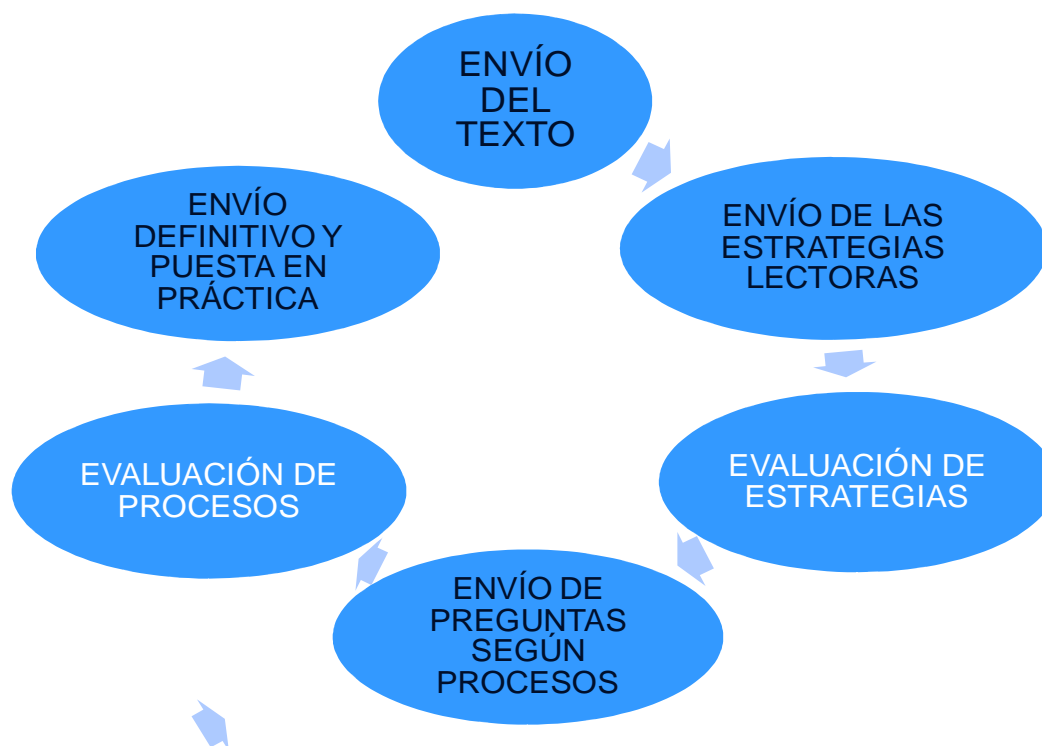 ENVÍO
DEL
TEXTO
ENVÍO DE LAS
ESTRATEGIAS
LECTORAS
EVALUACIÓN DE
ESTRATEGIAS
ENVÍO DE
PREGUNTAS
SEGÚN
PROCESOS
EVALUACIÓN DE
PROCESOS
ENVÍO
DEFINITIVO Y
PUESTA EN
PRÁCTICA